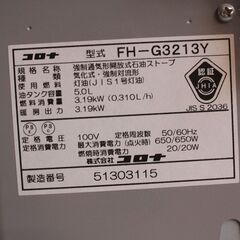 コロナ 型式 FH-G3213Y
規格名称 強制通気形開放式石油ストーブ
種類 気化式・強制対流形
使用燃料 灯油(JIS1号灯油)
油タンク容量 5.0L
燃料消費量 3.19kW (0.310L/h)
暖房出力 3.19kW
認証
JHIA
JIS S 2036
定格電圧 100V 定格周波数 50/60Hz
定格消費電力 最大(点火時) 650/650W
燃焼時消費電力 20/20W
株式会社 コロナ
製造番号 51303115